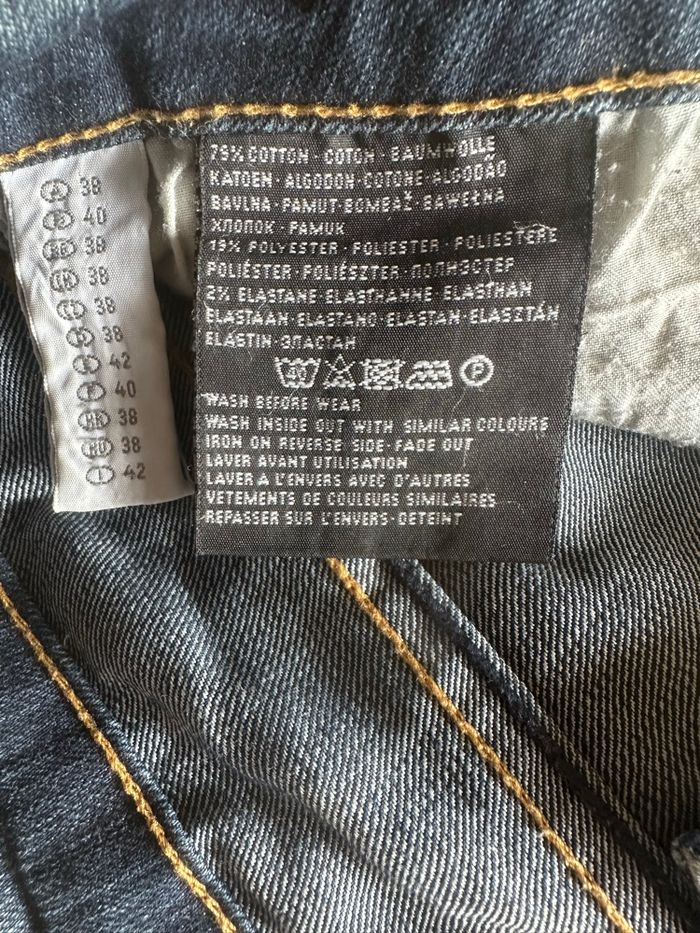 38
40
38
38
38
38
42
40
38
38
42
79% COTTON · COTON · BAUMWOLLE
KATOEN · ALGODON · COTONE · ALGODÃO
BAVLNA · PAMUT · BOMBAŽ · BAWEŁNA
ХЛОПОК · PAMUK
19% POLYESTER · POLIESTER · POLIESTERE
POLIÉSTER · POLIÉSZTER · ПОЛИЭСТЕР
2% ELASTANE · ELASTHANNE · ELASTHAN
ELASTAAN · ELASTANO · ELASTAN · ELASZTÁN
ELASTIN · ЭЛАСТАН
P
WASH BEFORE WEAR
WASH INSIDE OUT WITH SIMILAR COLOURS
IRON ON REVERSE SIDE · FADE OUT
LAVER AVANT UTILISATION
LAVER A L'ENVERS AVEC D'AUTRES
VETEMENTS DE COULEURS SIMILAIRES
REPASSER SUR L'ENVERS · DETEINT